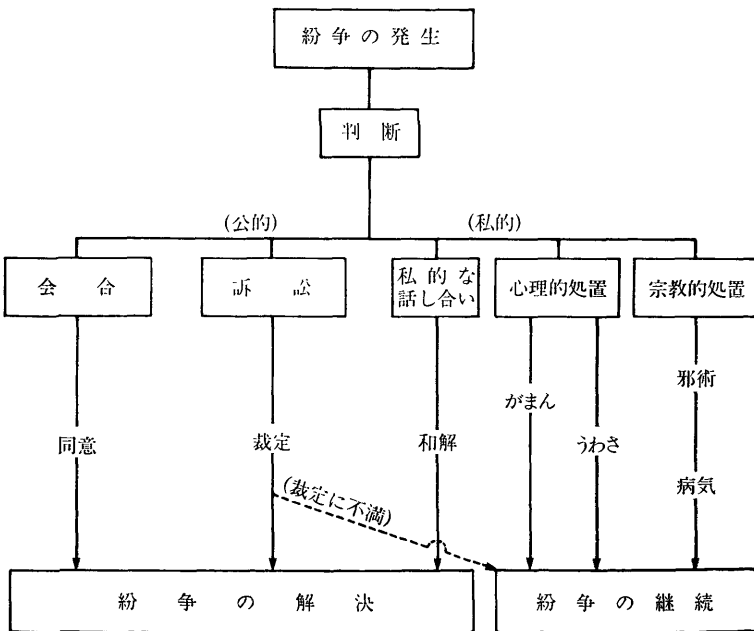 紛争の発生
判断
(公的)
(私的)
会合
訴訟
私的な
話し合い
心理的処置
宗教的処置
邪術
がまん
同意
裁定
和解
うわさ
病気
(裁定に不満)
紛争の解決
紛争の継続